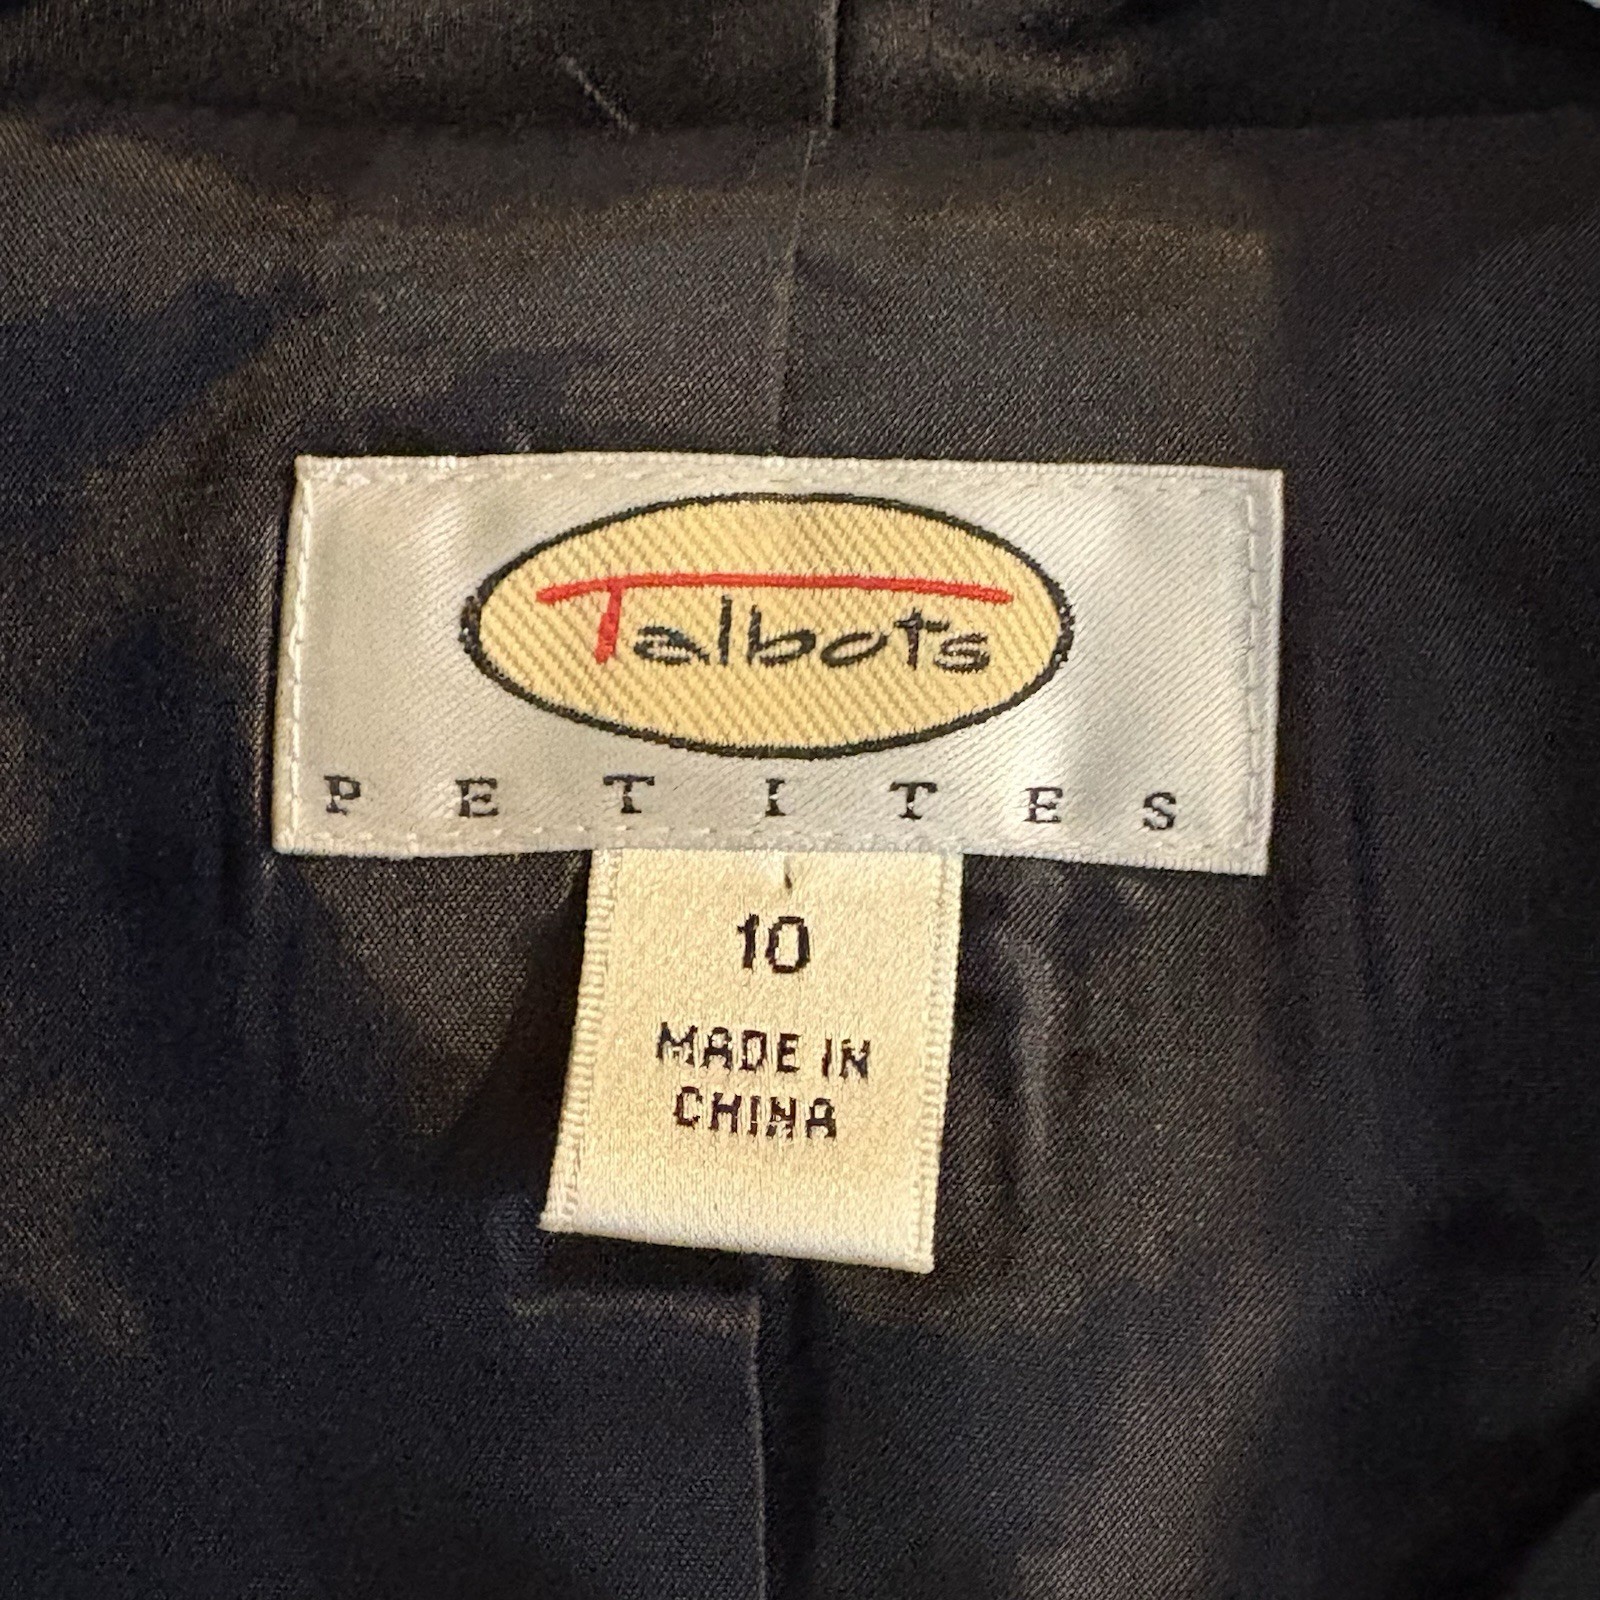 Talbots
PETITES
10
MADE IN
CHINA